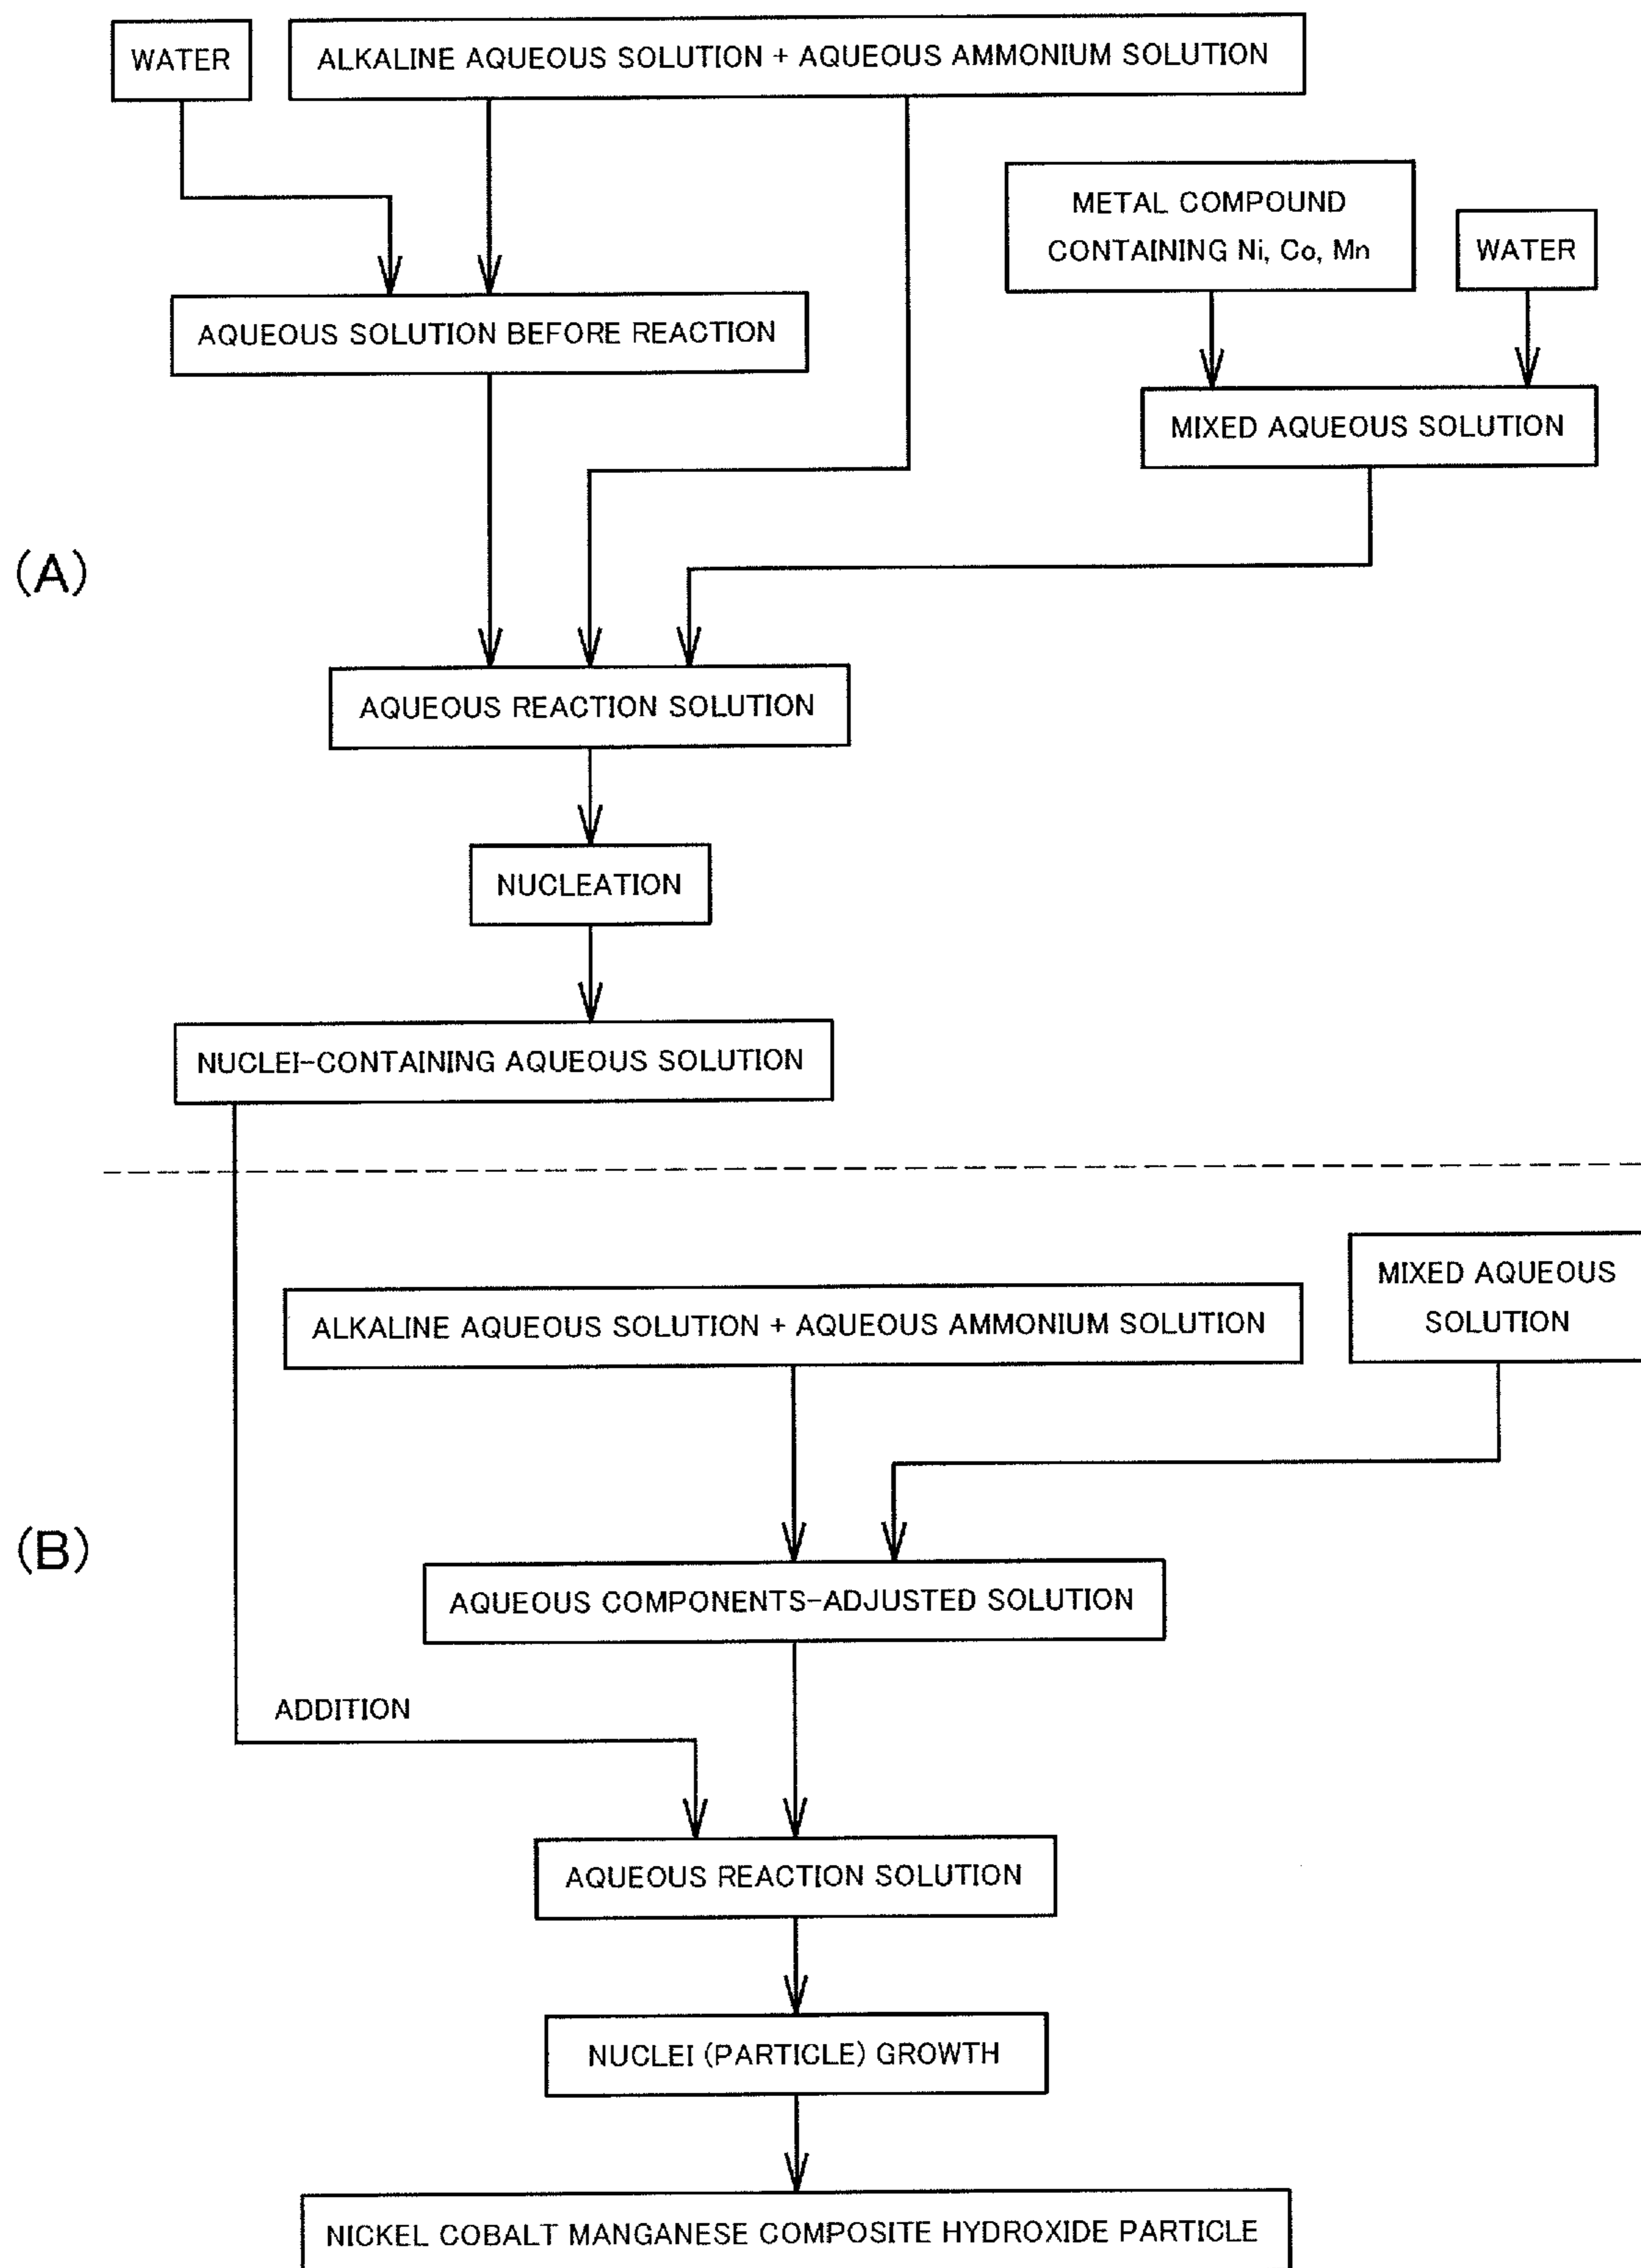 WATER
ALKALINE AQUEOUS SOLUTION + AQUEOUS AMMONIUM SOLUTION
METAL COMPOUND
CONTAINING Ni, Co, Mn
WATER
AQUEOUS SOLUTION BEFORE REACTION
MIXED AQUEOUS SOLUTION
(A)
AQUEOUS REACTION SOLUTION
NUCLEATION
NUCLEI-CONTAINING AQUEOUS SOLUTION
MIXED AQUEOUS
SOLUTION
ALKALINE AQUEOUS SOLUTION + AQUEOUS AMMONIUM SOLUTION
(B)
AQUEOUS COMPONENTS-ADJUSTED SOLUTION
ADDITION
AQUEOUS REACTION SOLUTION
NUCLEI (PARTICLE) GROWTH
NICKEL COBALT MANGANESE COMPOSITE HYDROXIDE PARTICLE